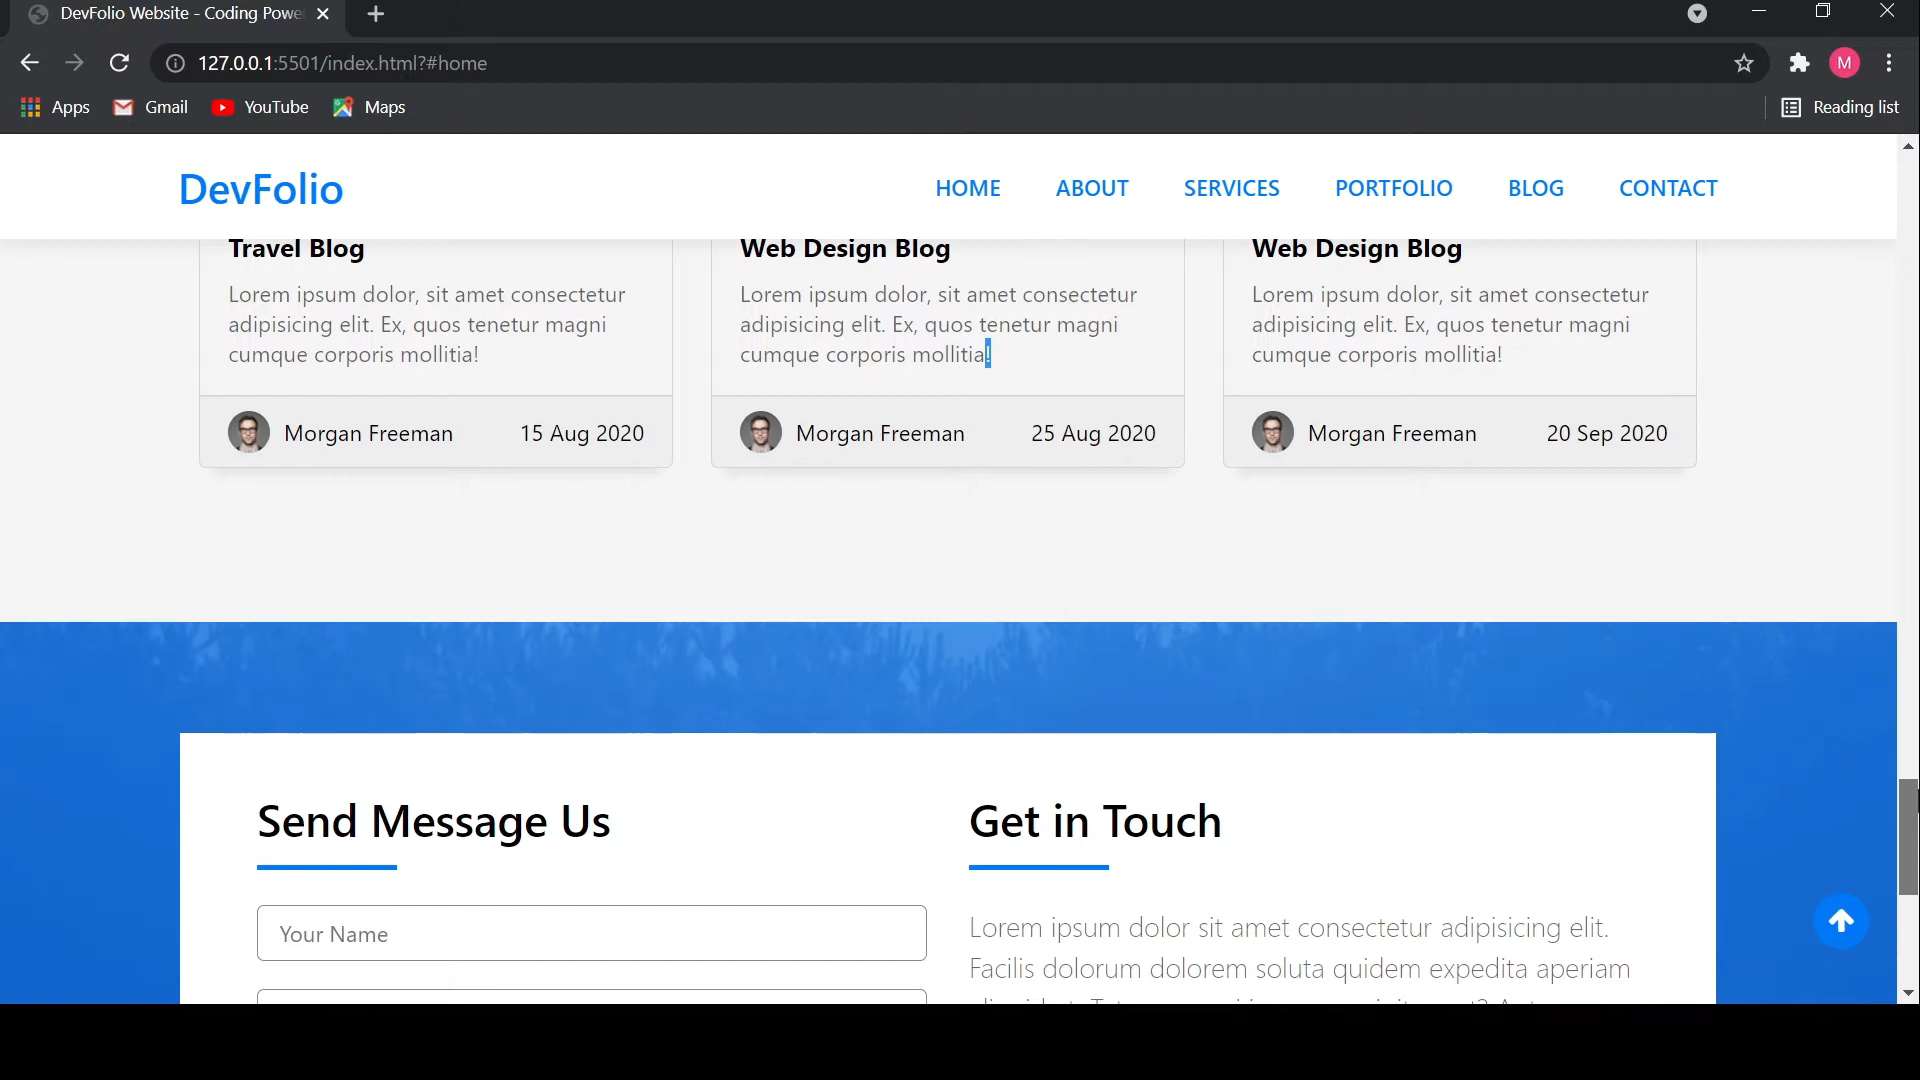 DevFolio Website - Coding Powe
127.0.0.1:5501/index.html?#home
M
Apps
Gmail
YouTube
Maps
Reading list
DevFolio
HOME
ABOUT
SERVICES
PORTFOLIO
BLOG
CONTACT
Travel Blog
Lorem ipsum dolor, sit amet consectetur
adipisicing elit. Ex, quos tenetur magni
cumque corporis mollitia!
Morgan Freeman
15 Aug 2020
Web Design Blog
Lorem ipsum dolor, sit amet consectetur
adipisicing elit. Ex, quos tenetur magni
cumque corporis mollitia!
Morgan Freeman
25 Aug 2020
Web Design Blog
Lorem ipsum dolor, sit amet consectetur
adipisicing elit. Ex, quos tenetur magni
cumque corporis mollitia!
Morgan Freeman
20 Sep 2020
Send Message Us
Your Name
Get in Touch
Lorem ipsum dolor sit amet consectetur adipisicing elit.
Facilis dolorum dolorem soluta quidem expedita aperiam